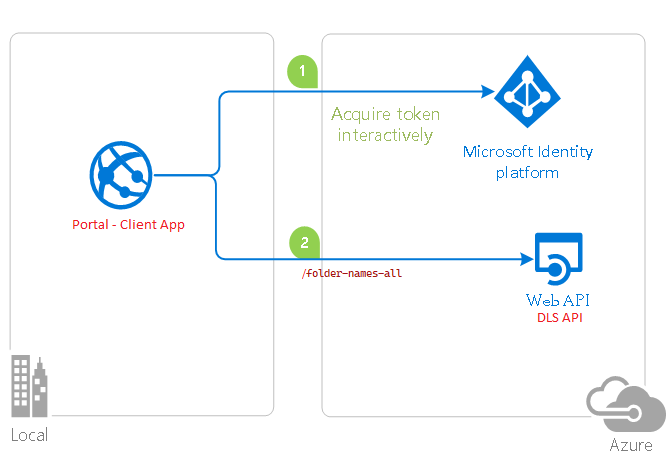 1
Acquire token
interactively
Microsoft Identity
platform
Portal - Client App
2
/folder-names-all
Web API
DLS API
Local
Azure